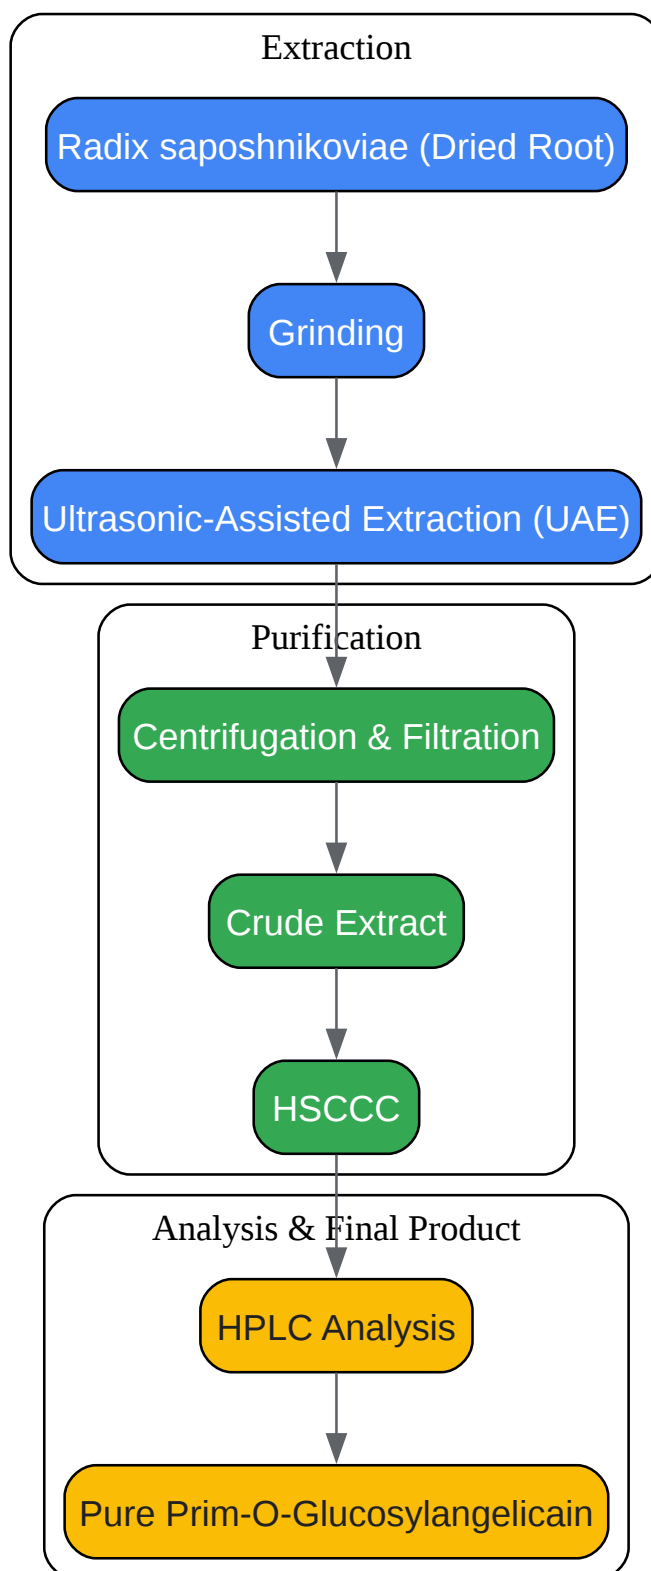 Extraction
Radix saposhnikoviae (Dried Root)
Grinding
Ultrasonic-Assisted Extraction (UAE)
Purification
Centrifugation & Filtration
Crude Extract
HSCCC
Analysis & Final Product
HPLC Analysis
Pure Prim-O-Glucosylangelicain